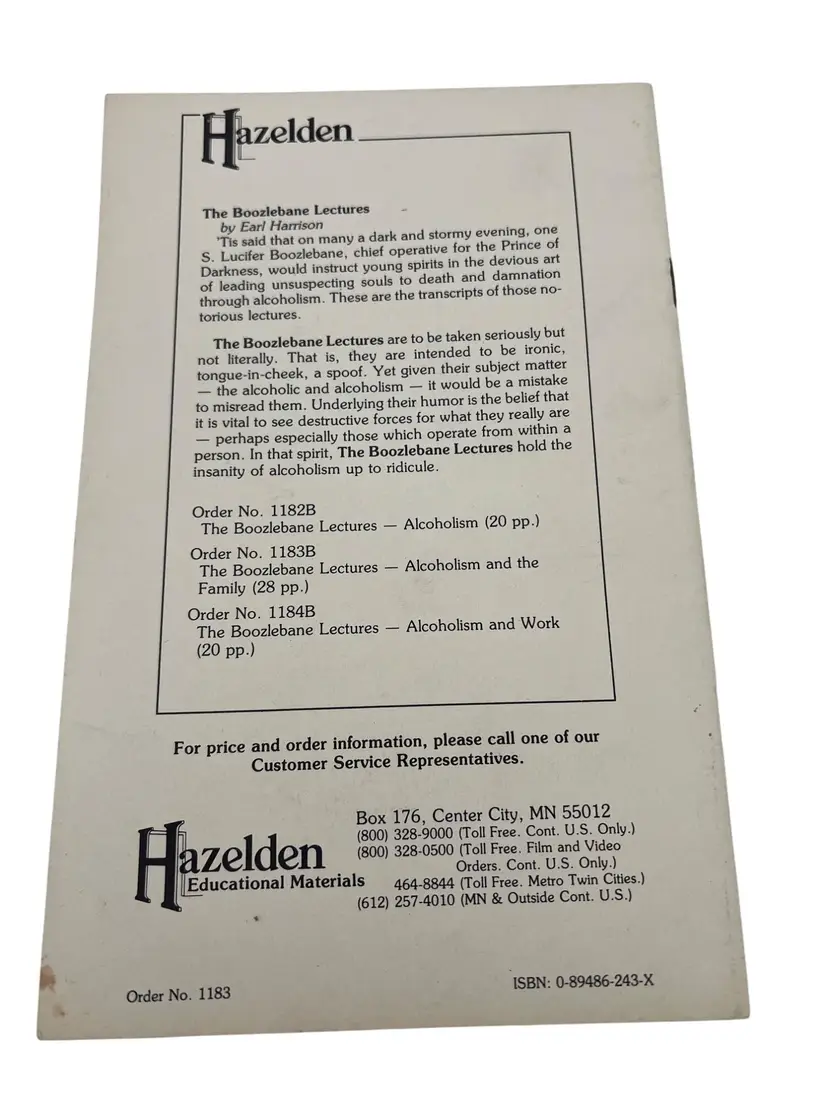 Hazelden
The Boozlebane Lectures
by Earl Harrison
'Tis said that on many a dark and stormy evening, one
S. Lucifer Boozlebane, chief operative for the Prince of
Darkness, would instruct young spirits in the devious art
of leading unsuspecting souls to death and damnation
through alcoholism. These are the transcripts of those no-
torious lectures.
The Boozlebane Lectures are to be taken seriously but
not literally. That is, they are intended to be ironic,
tongue-in-cheek, a spoof. Yet given their subject matter
— the alcoholic and alcoholism — it would be a mistake
to misread them. Underlying their humor is the belief that
it is vital to see destructive forces for what they really are
— perhaps especially those which operate from within a
person. In that spirit, The Boozlebane Lectures hold the
insanity of alcoholism up to ridicule.
Order No. 1182B
The Boozlebane Lectures — Alcoholism (20 pp.)
Order No. 1183B
The Boozlebane Lectures — Alcoholism and the
Family (28 pp.)
Order No. 1184B
The Boozlebane Lectures — Alcoholism and Work
(20 pp.)
For price and order information, please call one of our
Customer Service Representatives.
Hazelden
Educational Materials
Box 176, Center City, MN 55012
(800) 328-9000 (Toll Free. Cont. U.S. Only.)
(800) 328-0500 (Toll Free. Film and Video
Orders. Cont. U.S. Only.)
464-8844 (Toll Free. Metro Twin Cities.)
(612) 257-4010 (MN & Outside Cont. U.S.)
Order No. 1183
ISBN: 0-89486-243-X